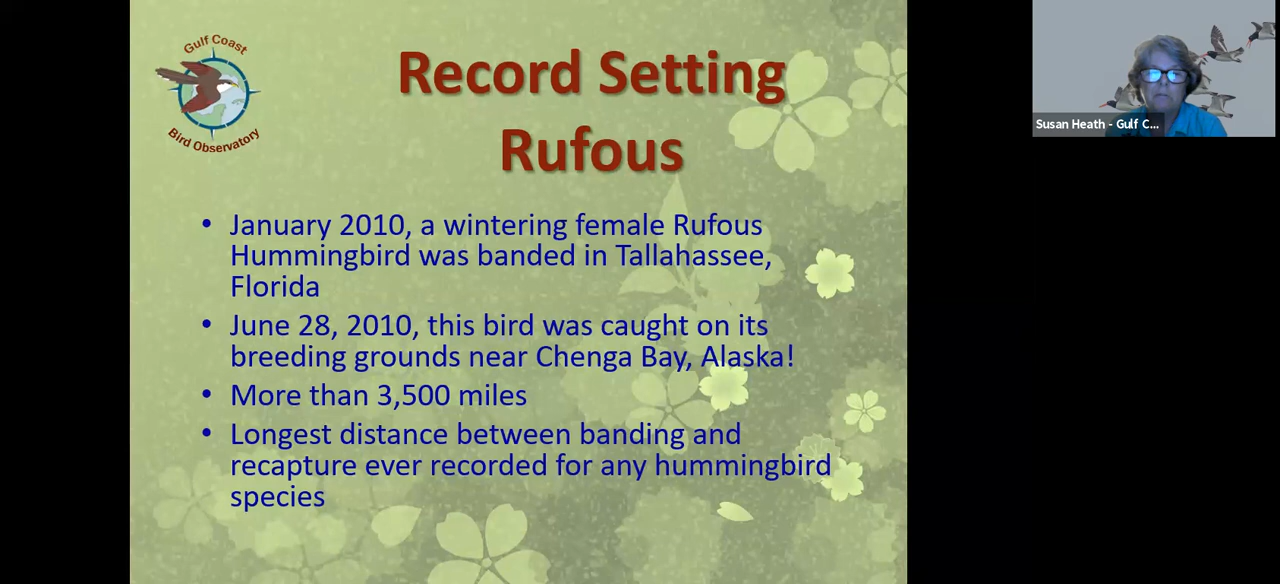 Gulf Coast
Bird Observatory
Record Setting
Rufous
• January 2010, a wintering female Rufous
Hummingbird was banded in Tallahassee,
Florida
• June 28, 2010, this bird was caught on its
breeding grounds near Chenga Bay, Alaska!
• More than 3,500 miles
• Longest distance between banding and
recapture ever recorded for any hummingbird
species
Susan Heath - Gulf C...